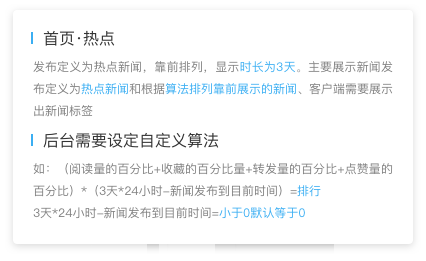 首页·热点
发布定义为热点新闻，靠前排列，显示时长为3天。主要展示新闻发
布定义为热点新闻和根据算法排列靠前展示的新闻、客户端需要展示
出新闻标签
后台需要设定自定义算法
如：（阅读量的百分比+收藏的百分比量+转发量的百分比+点赞量的
百分比）*（3天*24小时-新闻发布到目前时间）=排行
3天*24小时-新闻发布到目前时间=小于0默认等于0